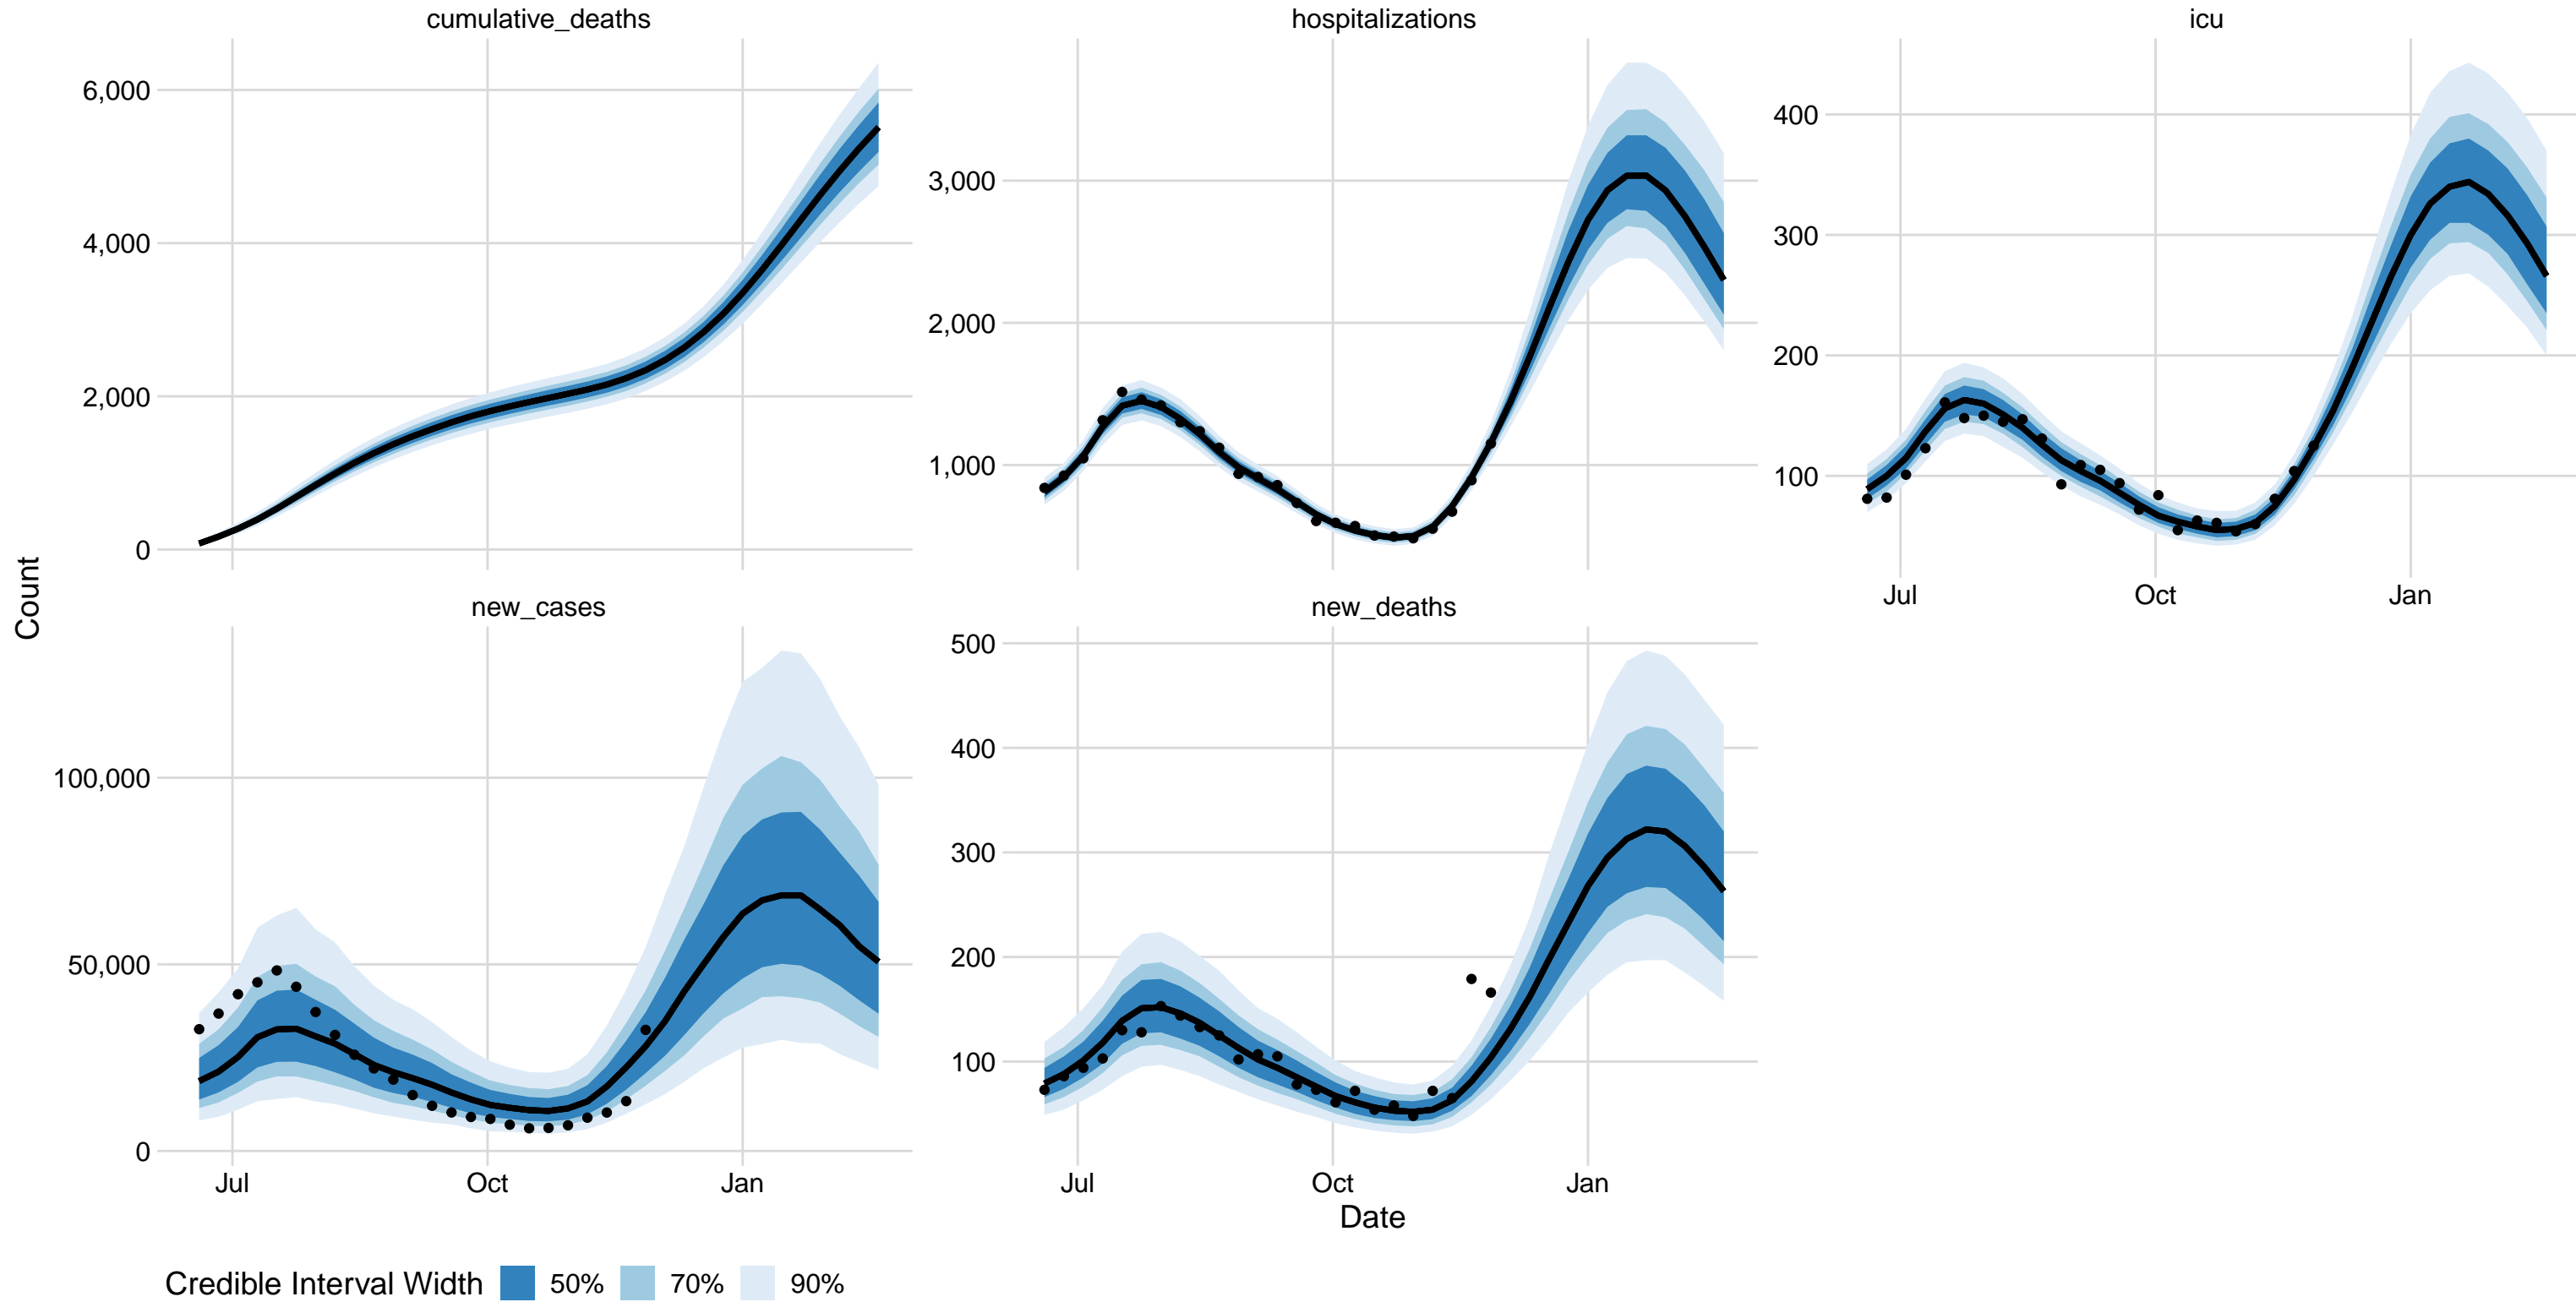 cumulative_deaths
hospitalizations
icu
6,000
4,000
2,000
0
3,000
2,000
1,000
400
300
200
100
Jul Oct Jan
Count
new_cases
new_deaths
100,000
50,000
0
500
400
300
200
100
Jul Oct Jan
Jul Oct Jan
Date
Credible Interval Width 50% 70% 90%